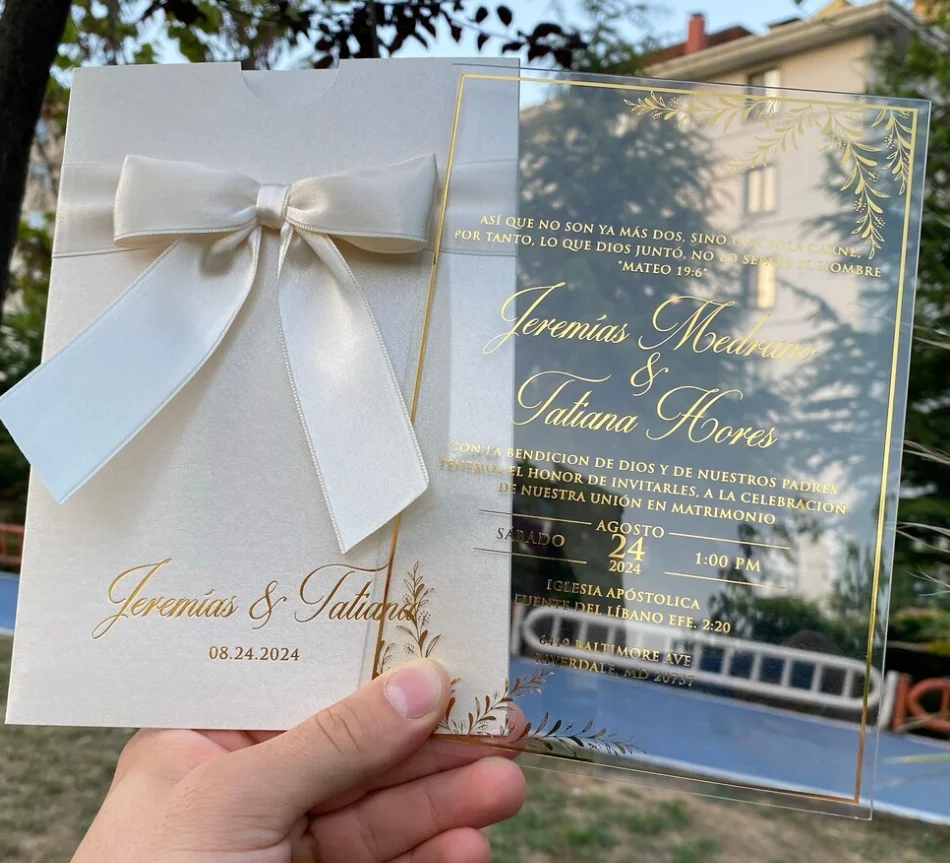 Jeremías & Tatiana
08.24.2024
ASÍ QUE NO SON YA MÁS DOS, SINO UNA SOLA CARNE;
POR TANTO, LO QUE DIOS JUNTÓ, NO LO SEPARE EL HOMBRE
"MATEO 19:6"
Jeremías Medrano
&
Tatiana Hores
CON LA BENDICION DE DIOS Y DE NUESTROS PADRES
TENEMOS EL HONOR DE INVITARLES, A LA CELEBRACION
DE NUESTRA UNIÓN EN MATRIMONIO
AGOSTO
SÁBADO 24 1:00 PM
2024
IGLESIA APÓSTOLICA
FUENTE DEL LÍBANO EFE. 2:20
6419 BALTIMORE AVE
RIVERDALE, MD 20737